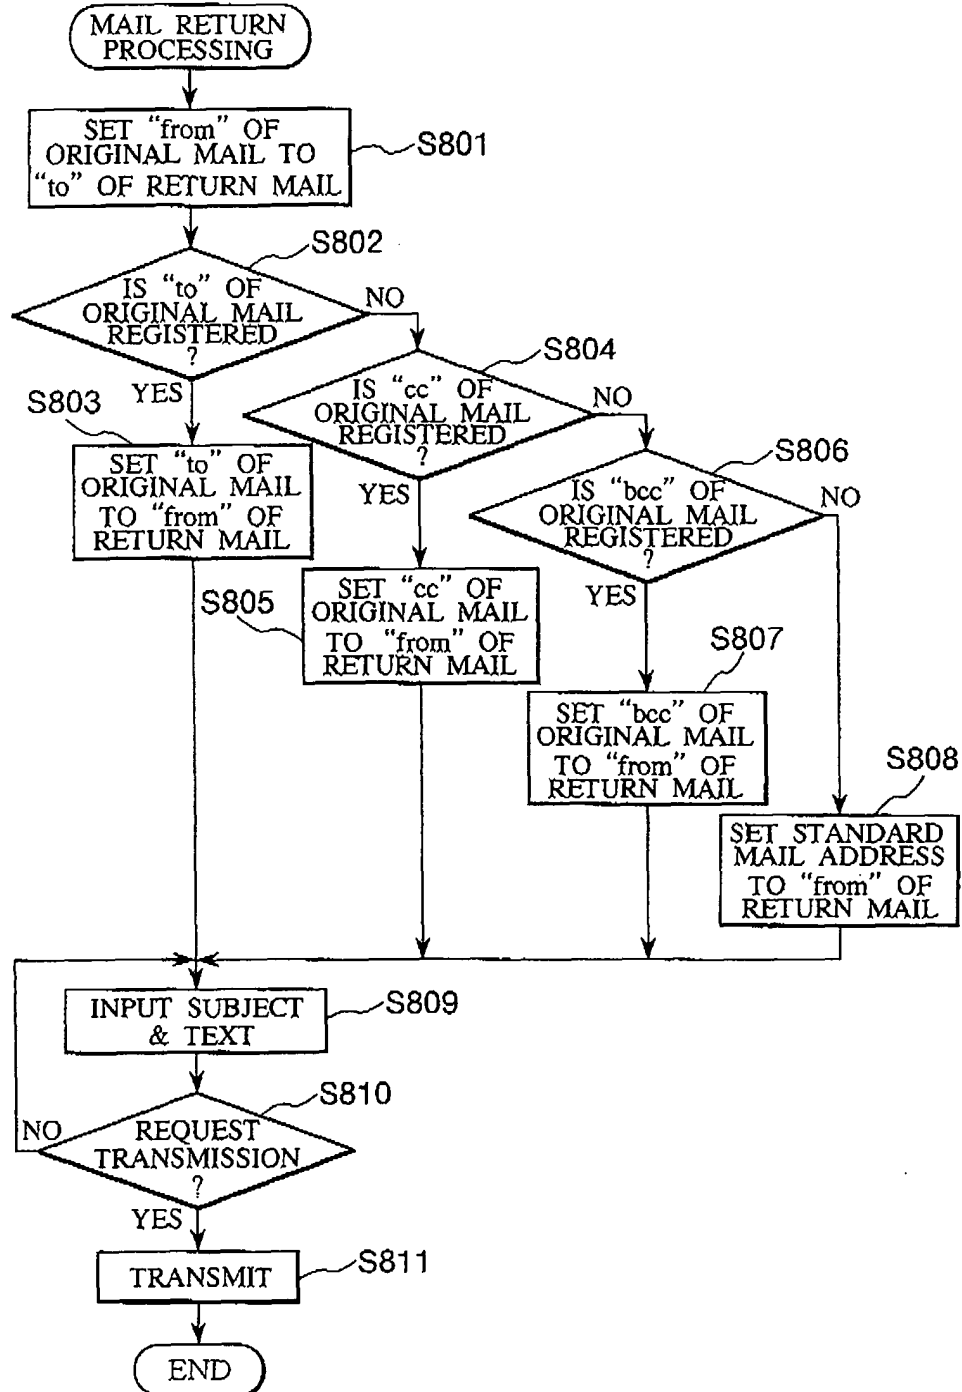 MAIL RETURN
PROCESSING
SET “from” OF
ORIGINAL MAIL TO
“to” OF RETURN MAIL
S801
S802
IS “to” OF
ORIGINAL MAIL
REGISTERED
?
NO
YES
S803
SET “to” OF
ORIGINAL MAIL
TO “from” OF
RETURN MAIL
S804
IS “cc” OF
ORIGINAL MAIL
REGISTERED
?
NO
YES
S805
SET “cc” OF
ORIGINAL MAIL
TO “from” OF
RETURN MAIL
S806
IS “bcc” OF
ORIGINAL MAIL
REGISTERED
?
NO
YES
S807
SET “bcc” OF
ORIGINAL MAIL
TO “from” OF
RETURN MAIL
S808
SET STANDARD
MAIL ADDRESS
TO “from” OF
RETURN MAIL
INPUT SUBJECT
& TEXT
S809
S810
REQUEST
TRANSMISSION
?
NO
YES
TRANSMIT
S811
END